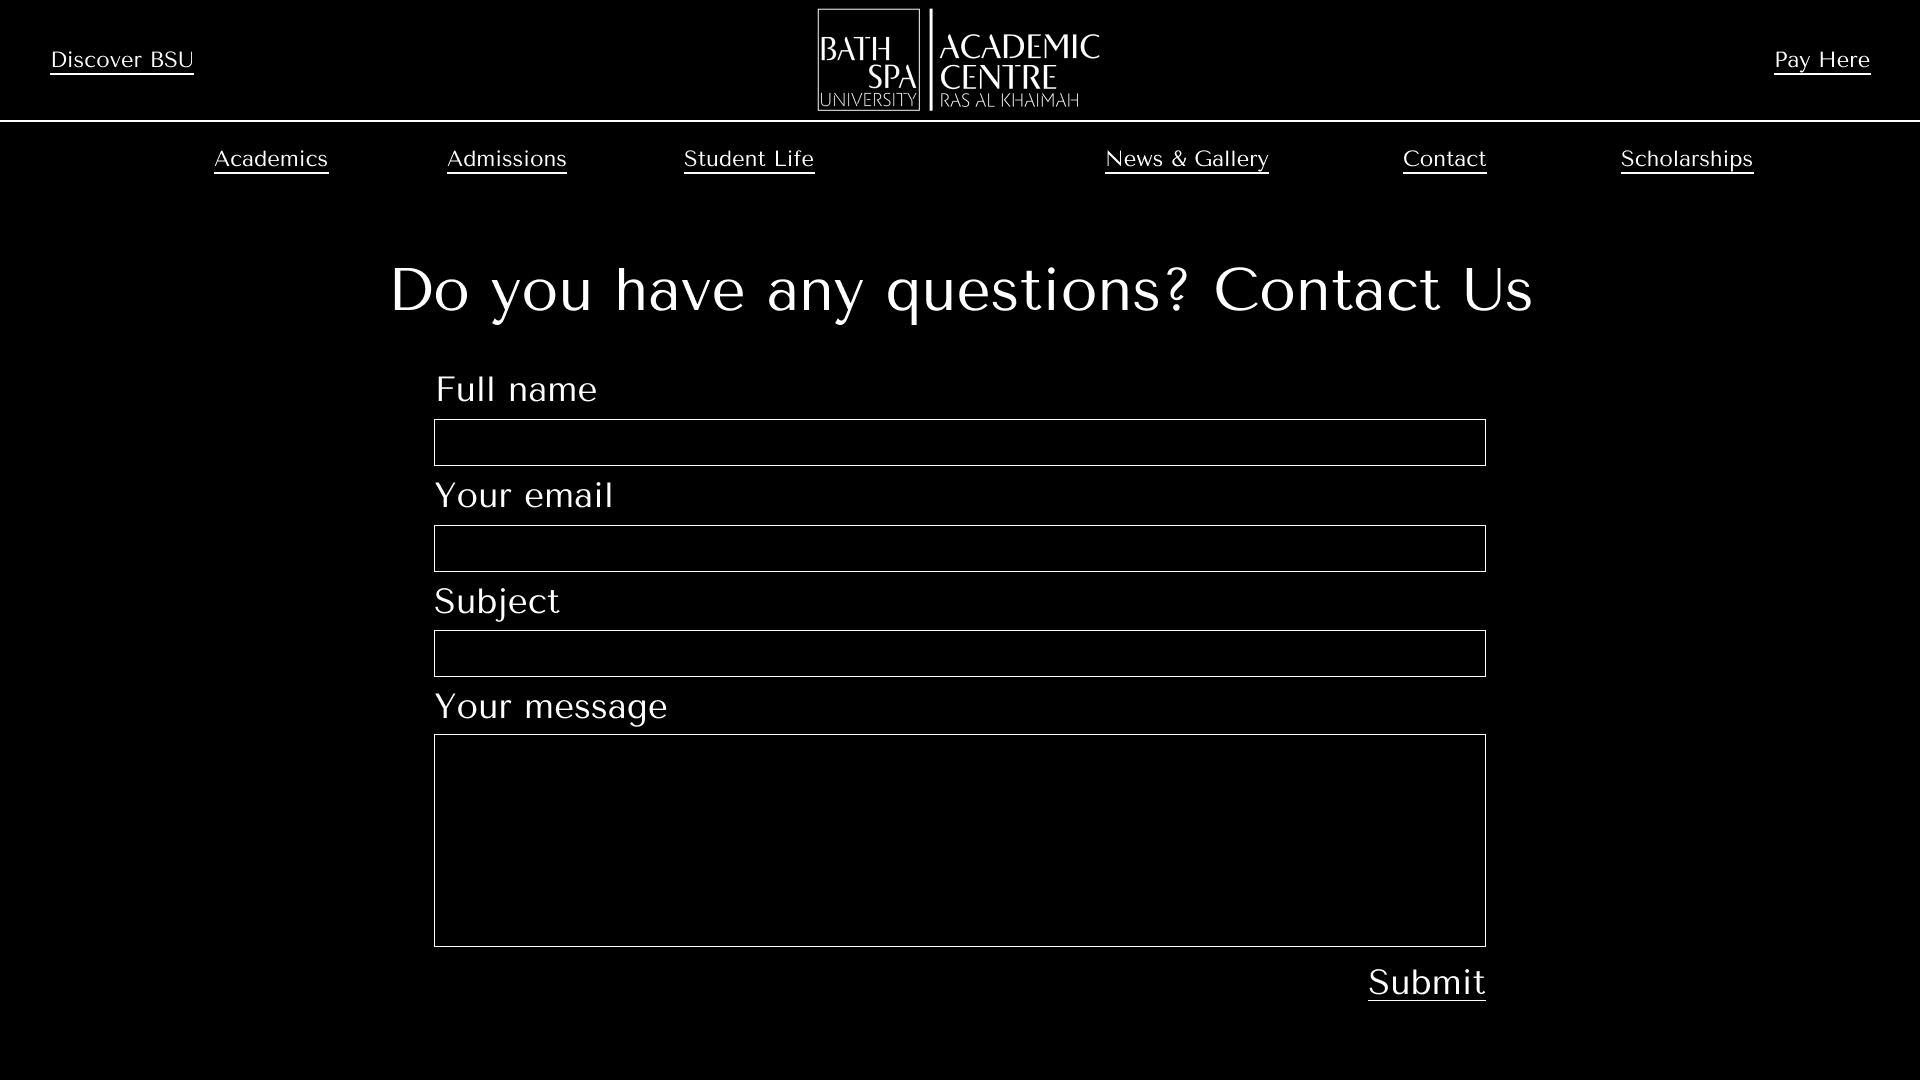 Discover BSU
BATH
SPA
UNIVERSITY
ACADEMIC
CENTRE
RAS AL KHAIMAH
Pay Here
Academics
Admissions
Student Life
News & Gallery
Contact
Scholarships
Do you have any questions? Contact Us
Full name
Your email
Subject
Your message
Submit